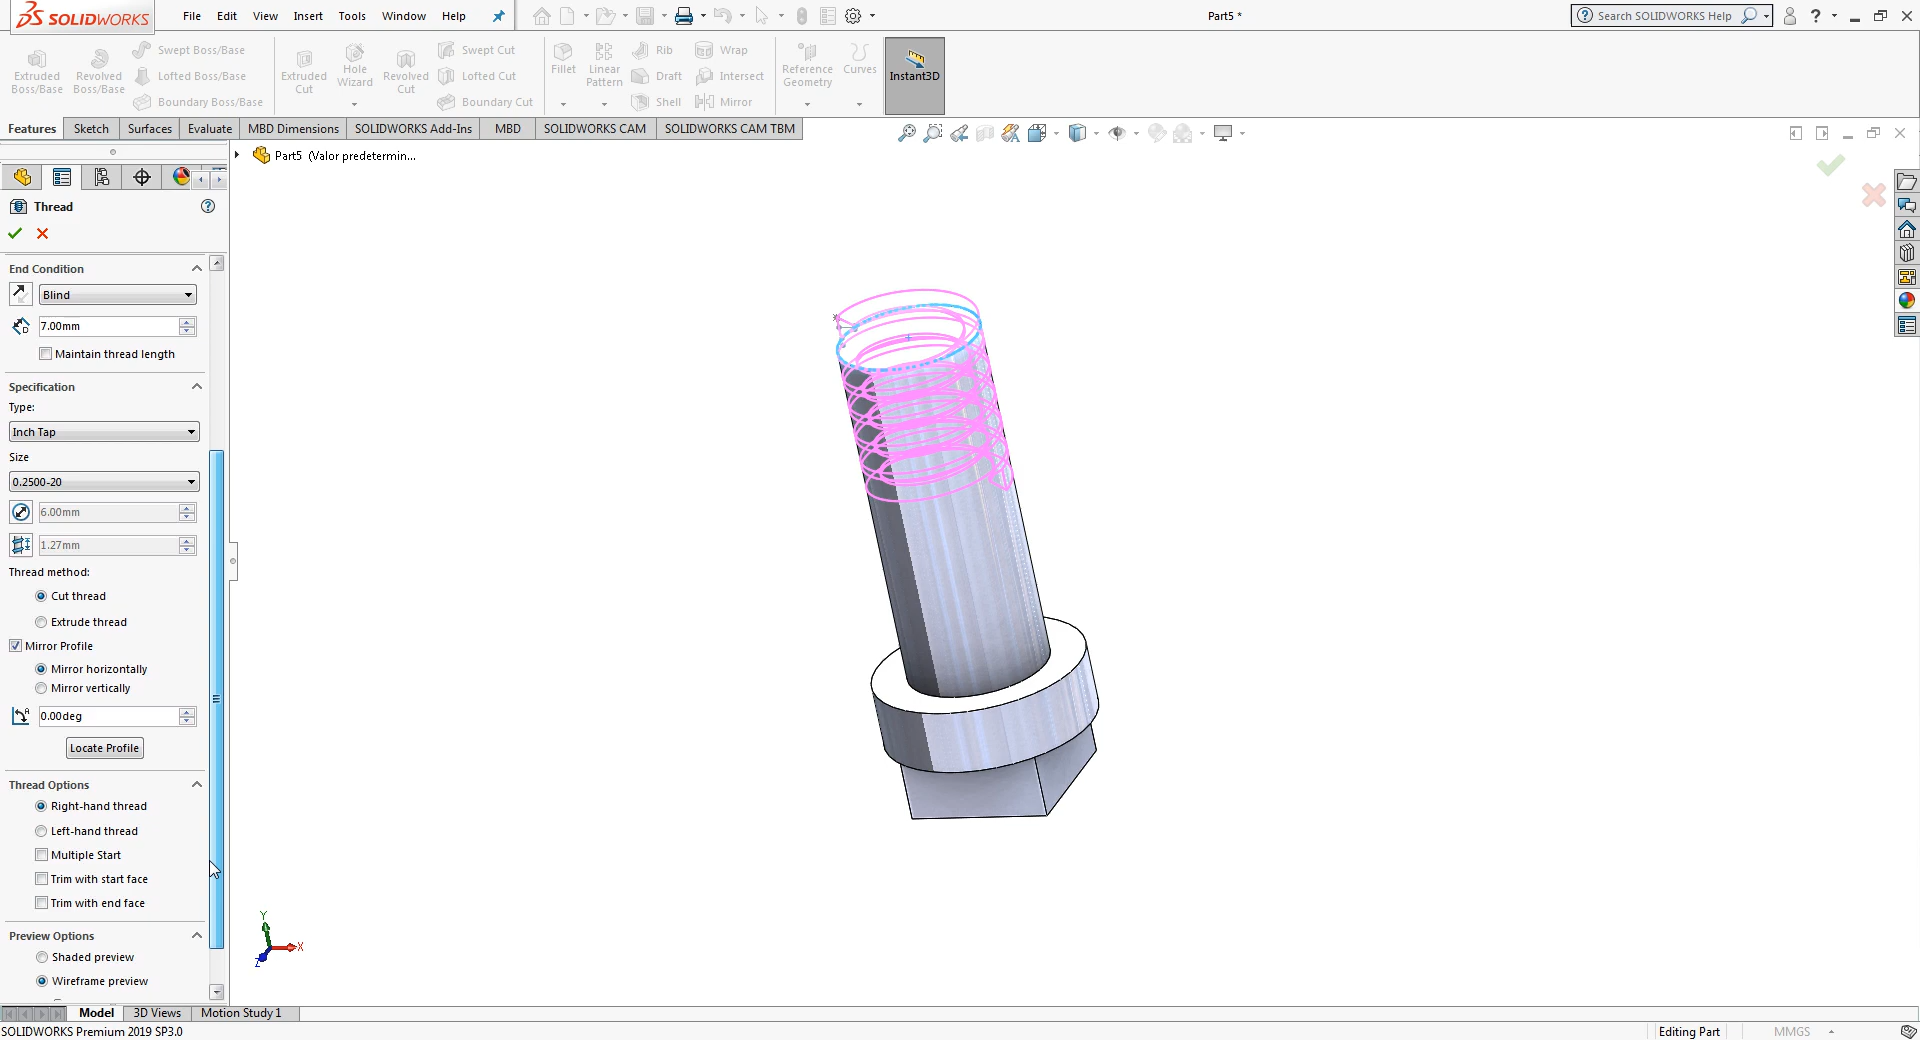 SOLIDWORKS
File Edit View Insert Tools Window Help
Part5 *
Search SOLIDWORKS Help
Extruded Boss/Base
Revolved Boss/Base
Swept Boss/Base
Lofted Boss/Base
Boundary Boss/Base
Extruded Cut
Hole Wizard
Revolved Cut
Swept Cut
Lofted Cut
Boundary Cut
Fillet
Linear Pattern
Rib
Draft
Shell
Wrap
Intersect
Mirror
Reference Geometry
Curves
Instant3D
Features Sketch Surfaces Evaluate MBD Dimensions SOLIDWORKS Add-Ins MBD SOLIDWORKS CAM SOLIDWORKS CAM TBM
Part5 (Valor predetermin...
Thread
End Condition
Blind
7.00mm
Maintain thread length
Specification
Type:
Inch Tap
Size
0.2500-20
6.00mm
1.27mm
Thread method:
Cut thread
Extrude thread
Mirror Profile
Mirror horizontally
Mirror vertically
0.00deg
Locate Profile
Thread Options
Right-hand thread
Left-hand thread
Multiple Start
Trim with start face
Trim with end face
Preview Options
Shaded preview
Wireframe preview
Y
X
Z
Model 3D Views Motion Study 1
SOLIDWORKS Premium 2019 SP3.0
Editing Part
MMGS